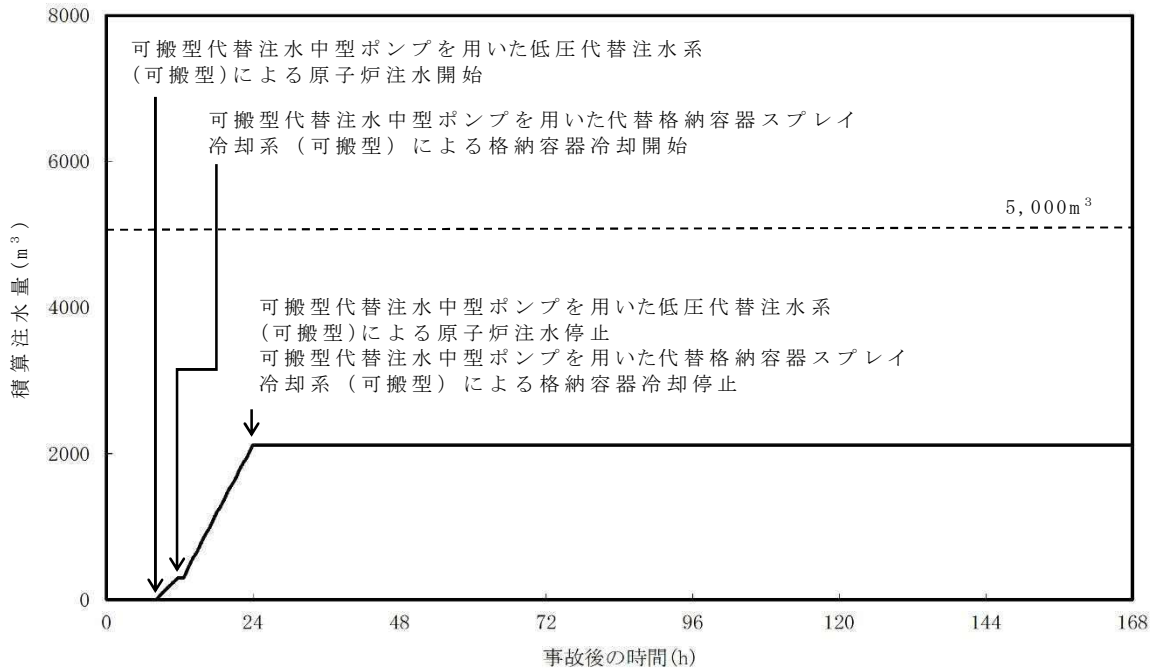 8000
可搬型代替注水中型ポンプを用いた低圧代替注水系
(可搬型)による原子炉注水開始
可搬型代替注水中型ポンプを用いた代替格納容器スプレイ
冷却系（可搬型）による格納容器冷却開始
6000
5,000m³
積算注水量(m³)
4000
可搬型代替注水中型ポンプを用いた低圧代替注水系
(可搬型)による原子炉注水停止
可搬型代替注水中型ポンプを用いた代替格納容器スプレイ
冷却系（可搬型）による格納容器冷却停止
2000
0
0 24 48 72 96 120 144 168
事故後の時間(h)